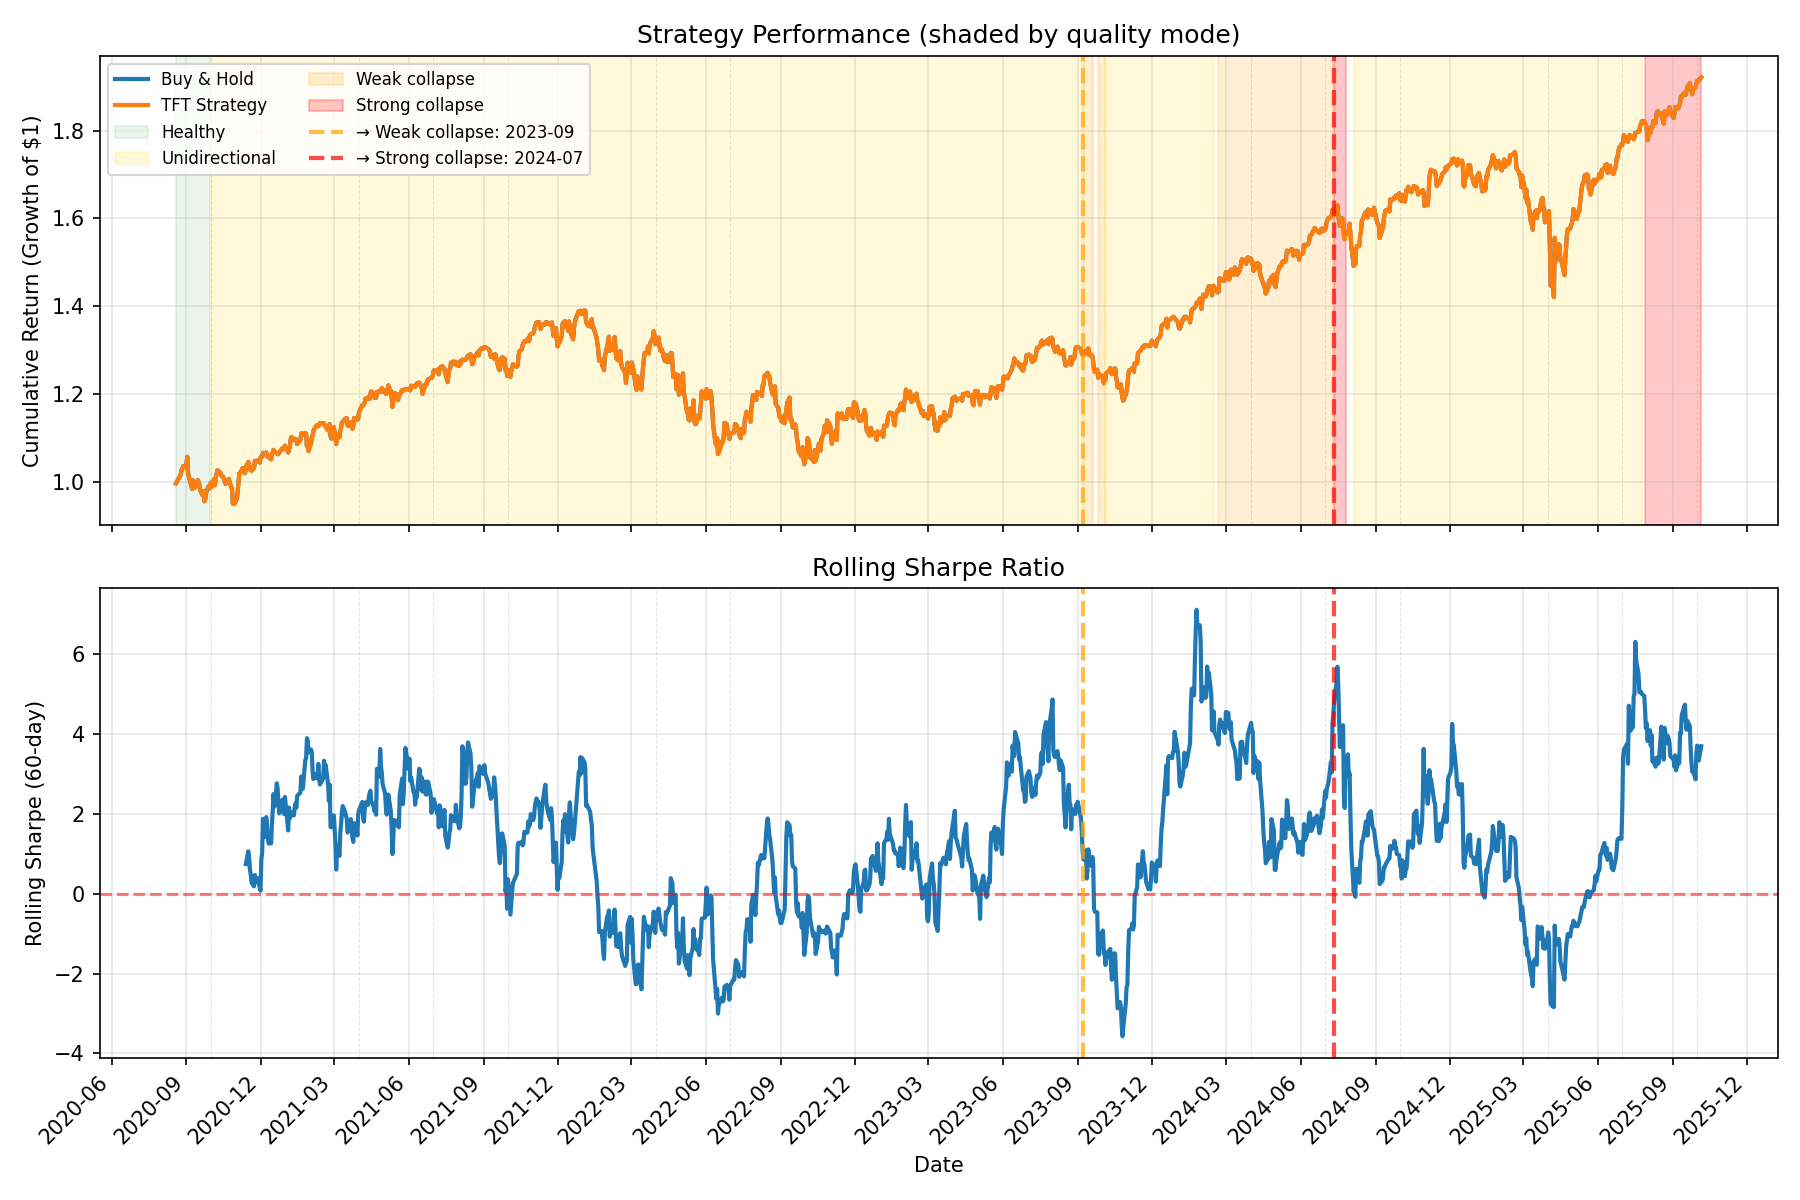 Strategy Performance (shaded by quality mode)
Buy & Hold
TFT Strategy
Healthy
Unidirectional
Weak collapse
Strong collapse
→ Weak collapse: 2023-09
→ Strong collapse: 2024-07
Cumulative Return (Growth of $1)
1.8
1.6
1.4
1.2
1.0
Rolling Sharpe Ratio
Rolling Sharpe (60-day)
6
4
2
0
−2
−4
2020-06
2020-09
2020-12
2021-03
2021-06
2021-09
2021-12
2022-03
2022-06
2022-09
2022-12
2023-03
2023-06
2023-09
2023-12
2024-03
2024-06
2024-09
2024-12
2025-03
2025-06
2025-09
2025-12
Date